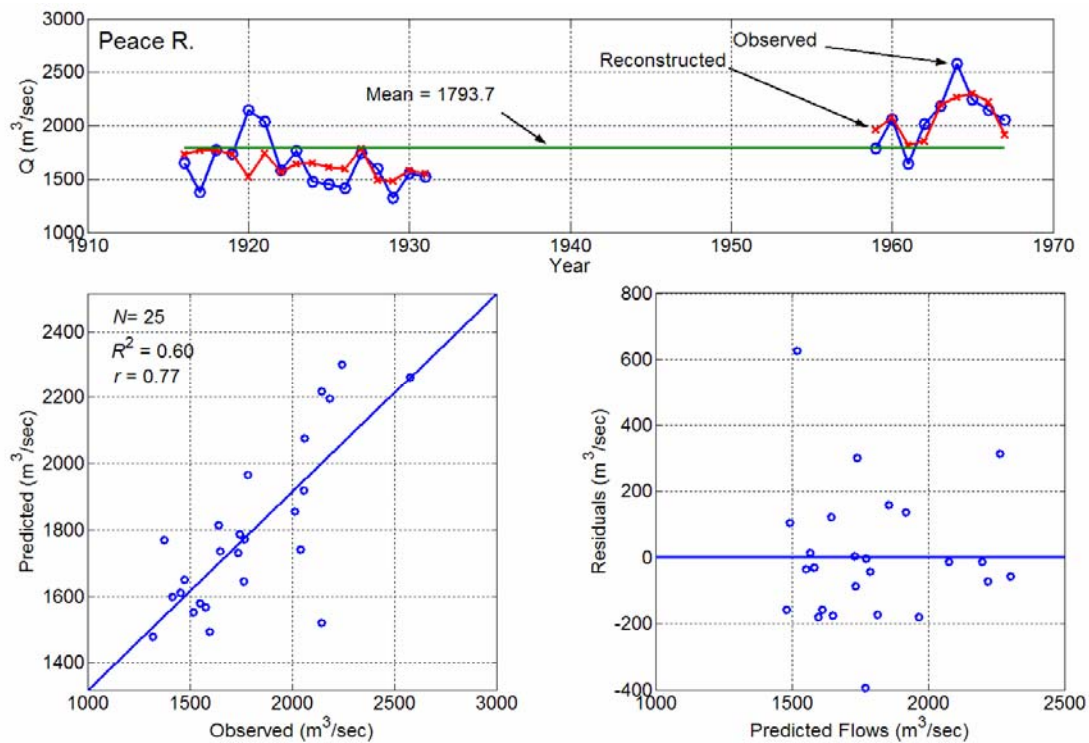 Peace R.
Q (m³/sec)
3000
2500
2000
1500
1000
Observed
Reconstructed
Mean = 1793.7
1910 1920 1930 1940 1950 1960 1970
Year
Predicted (m³/sec)
2400
2200
2000
1800
1600
1400
N= 25
R² = 0.60
r = 0.77
1000 1500 2000 2500 3000
Observed (m³/sec)
Residuals (m³/sec)
800
600
400
200
0
-200
-400
1000 1500 2000 2500
Predicted Flows (m³/sec)